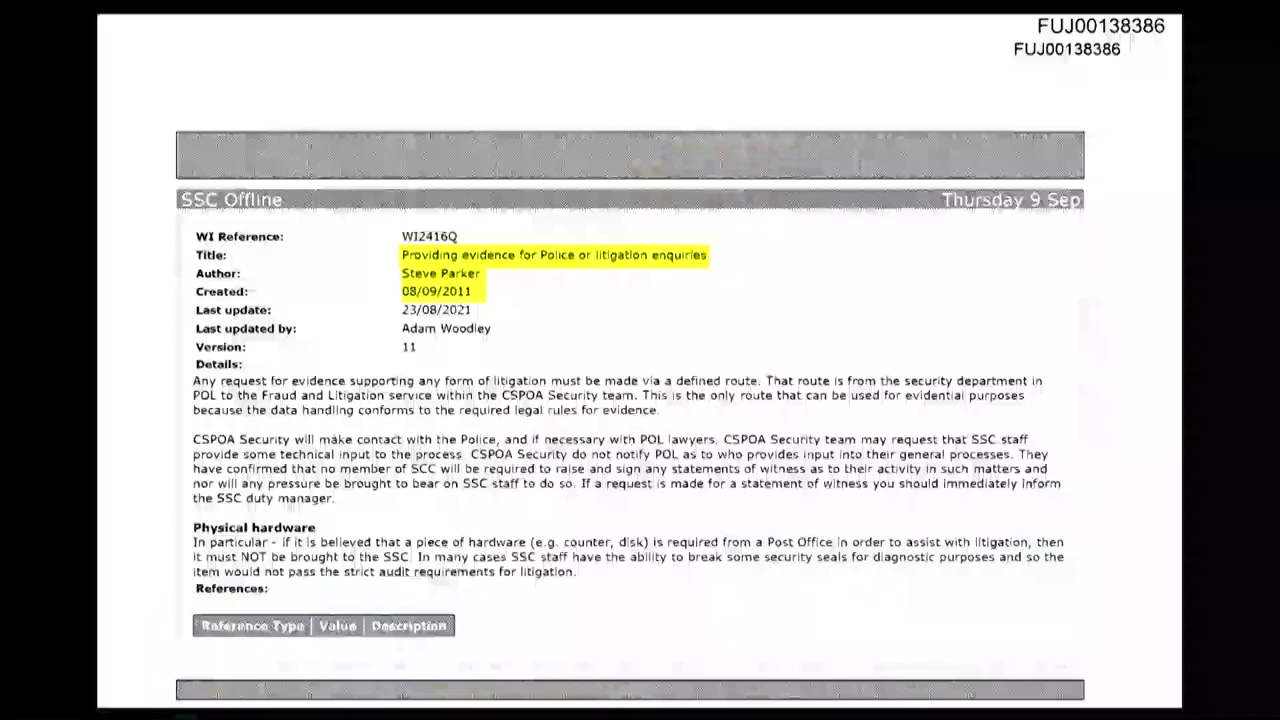 FUJ00138386
FUJ00138386
SSC Offline Thursday 9 Sep
WI Reference: WI2416Q
Title: Providing evidence for Police or litigation enquiries
Author: Steve Parker
Created: 08/09/2011
Last update: 23/08/2021
Last updated by: Adam Woodley
Version: 11
Details:
Any request for evidence supporting any form of litigation must be made via a defined route. That route is from the security department in
POL to the Fraud and Litigation service within the CSPOA Security team. This is the only route that can be used for evidential purposes
because the data handling conforms to the required legal rules for evidence.
CSPOA Security will make contact with the Police, and if necessary with POL lawyers. CSPOA Security team may request that SSC staff
provide some technical input to the process CSPOA Security do not notify POL as to who provides input into their general processes. They
have confirmed that no member of SCC will be required to raise and sign any statements of witness as to their activity in such matters and
nor will any pressure be brought to bear on SSC staff to do so. If a request is made for a statement of witness you should immediately inform
the SSC duty manager.
Physical hardware
In particular - if it is believed that a piece of hardware (e.g. counter, disk) is required from a Post Office in order to assist with litigation, then
it must NOT be brought to the SSC. In many cases SSC staff have the ability to break some security seals for diagnostic purposes and so the
item would not pass the strict audit requirements for litigation.
References:
Reference Type Value Description